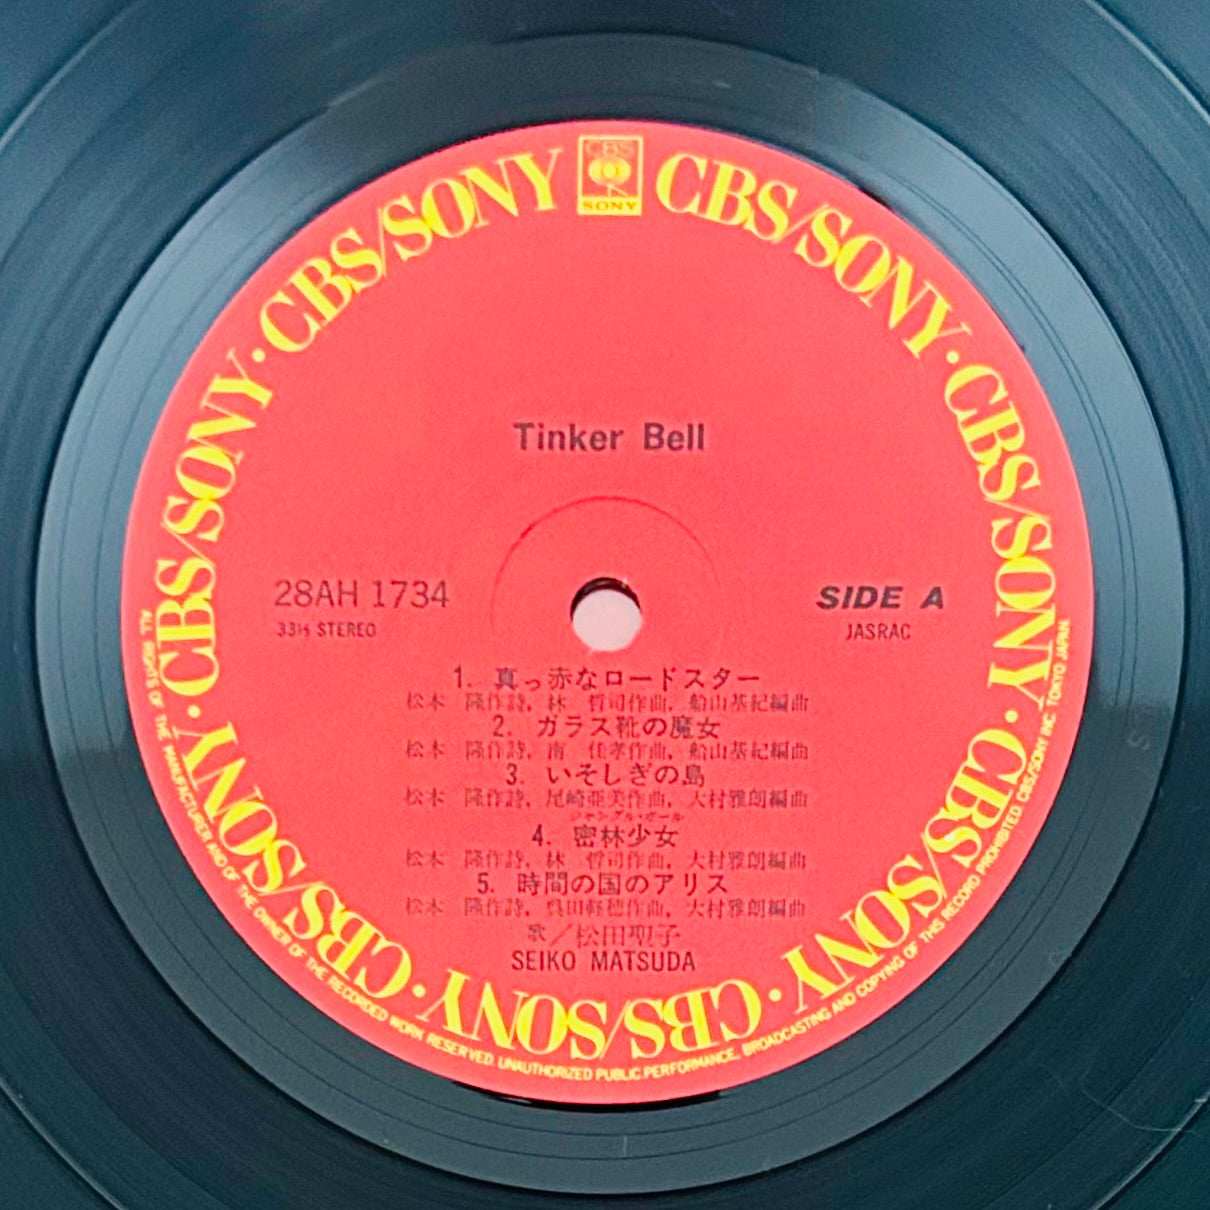 CBS
SONY
CBS/SONY · CBS/SONY · CBS/SONY · CBS/SONY · CBS/SONY · CBS/SONY · CBS/SONY
Tinker Bell
28AH 1734
33⅓ STEREO
SIDE A
JASRAC
1. 真っ赤なロードスター
松本 隆作詩, 林 哲司作曲, 船山基紀編曲
2. ガラス靴の魔女
松本 隆作詩, 南 佳孝作曲, 船山基紀編曲
3. いそしぎの島
松本 隆作詩, 尾崎亜美作曲, 大村雅朗編曲
ジャングル・ガール
4. 密林少女
松本 隆作詩, 林 哲司作曲, 大村雅朗編曲
5. 時間の国のアリス
松本 隆作詩, 呉田軽穂作曲, 大村雅朗編曲
歌／松田聖子
SEIKO MATSUDA
ALL RIGHTS OF THE MANUFACTURER AND OF THE OWNER OF THE RECORDED WORK RESERVED. UNAUTHORIZED PUBLIC PERFORMANCE, BROADCASTING AND COPYING OF THIS RECORD PROHIBITED. CBS/SONY INC. TOKYO JAPAN.